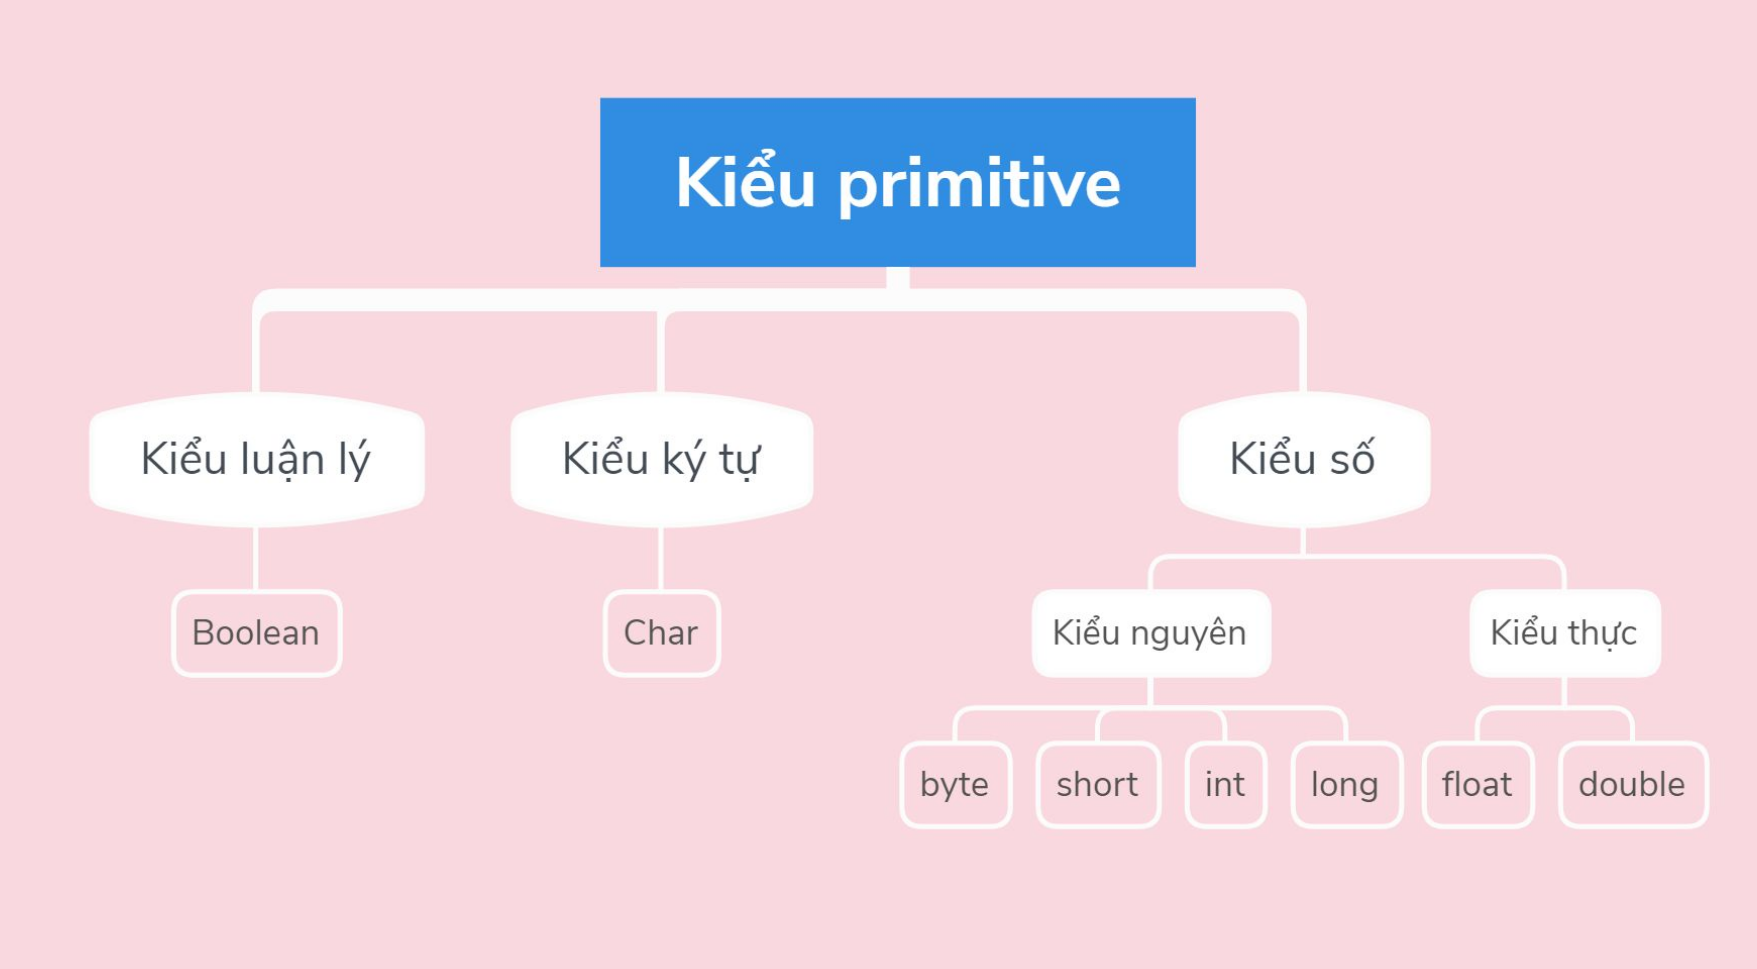 Kiểu primitive
Kiểu luận lý
Kiểu ký tự
Kiểu số
Boolean
Char
Kiểu nguyên
Kiểu thực
byte
short
int
long
float
double